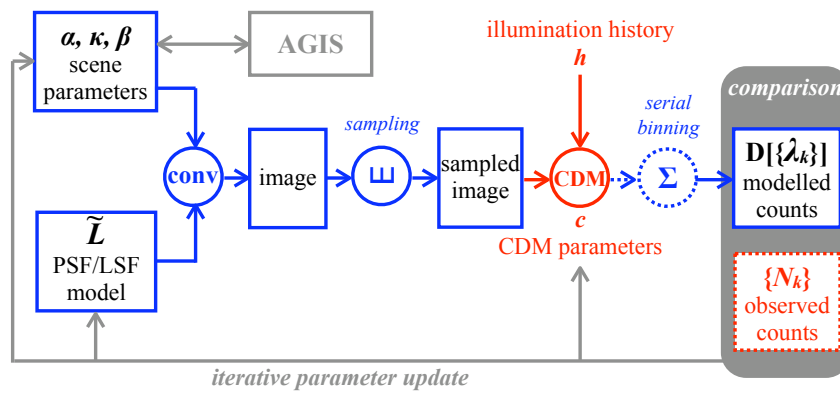 α, κ, β
scene
parameters
AGIS
illumination history
h
comparison
sampling
serial
binning
conv
image
Ш
sampled
image
CDM
Σ
D[{λk}]
modelled
counts
L̃
PSF/LSF
model
c
CDM parameters
{Nk}
observed
counts
iterative parameter update